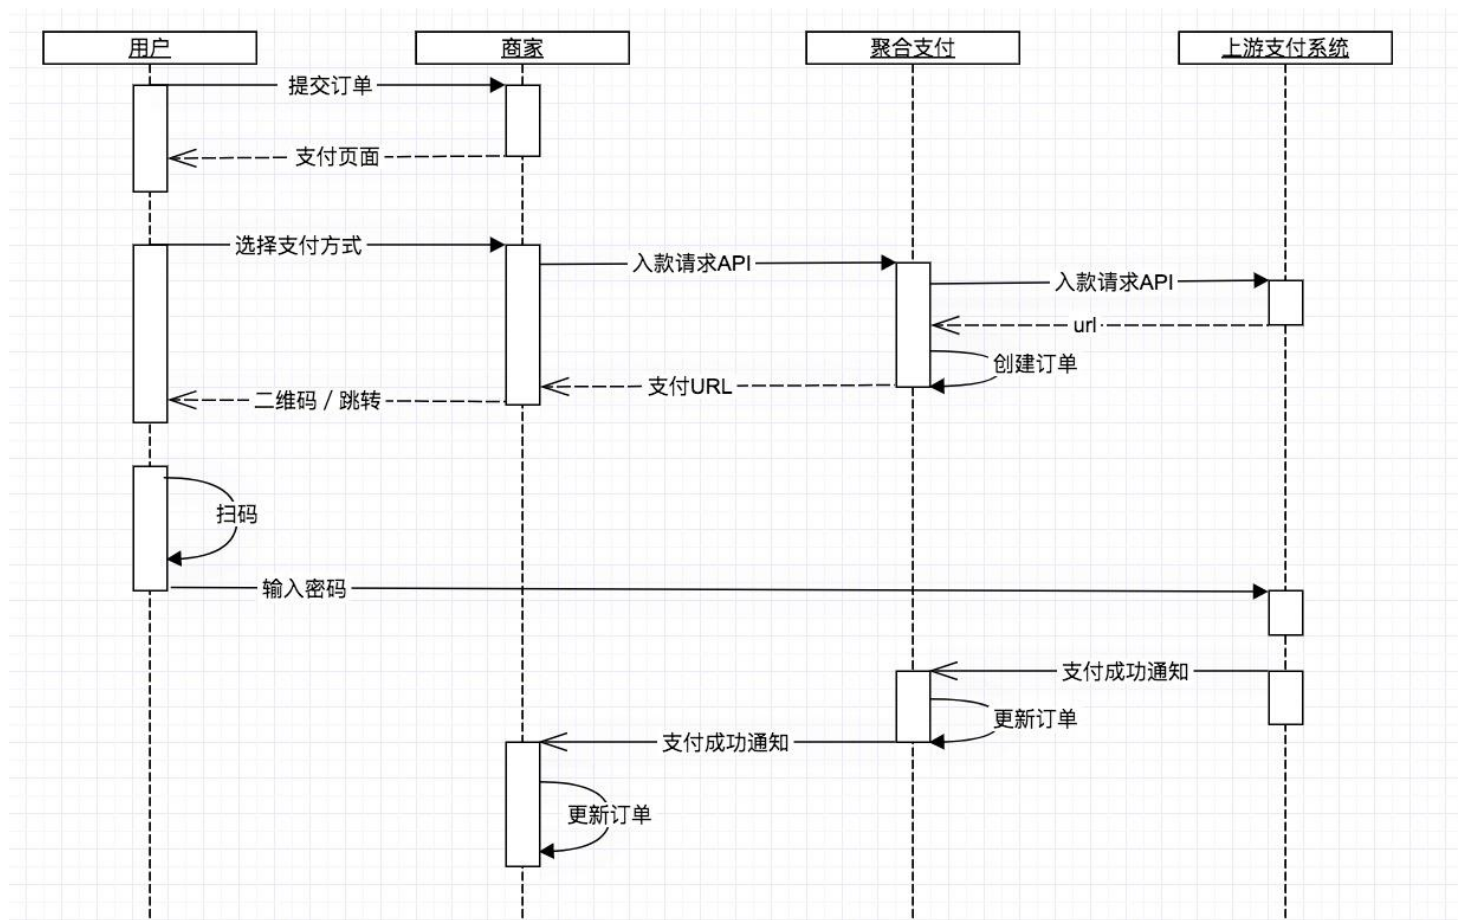 用户
商家
聚合支付
上游支付系统
提交订单
支付页面
选择支付方式
入款请求API
入款请求API
url
创建订单
支付URL
二维码 / 跳转
扫码
输入密码
支付成功通知
更新订单
支付成功通知
更新订单